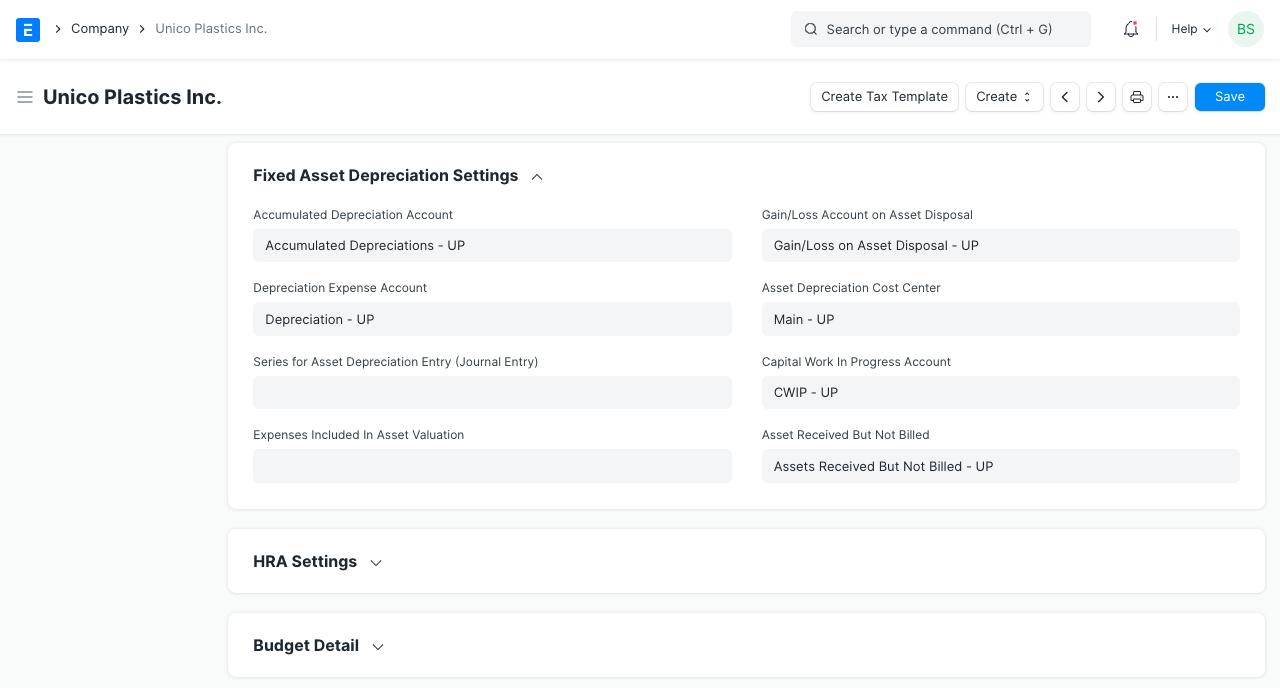 E
Company
Unico Plastics Inc.
Search or type a command (Ctrl + G)
Help
BS
Unico Plastics Inc.
Create Tax Template
Create
Save
Fixed Asset Depreciation Settings
Accumulated Depreciation Account
Accumulated Depreciations - UP
Gain/Loss Account on Asset Disposal
Gain/Loss on Asset Disposal - UP
Depreciation Expense Account
Depreciation - UP
Asset Depreciation Cost Center
Main - UP
Series for Asset Depreciation Entry (Journal Entry)
Capital Work In Progress Account
CWIP - UP
Expenses Included In Asset Valuation
Asset Received But Not Billed
Assets Received But Not Billed - UP
HRA Settings
Budget Detail